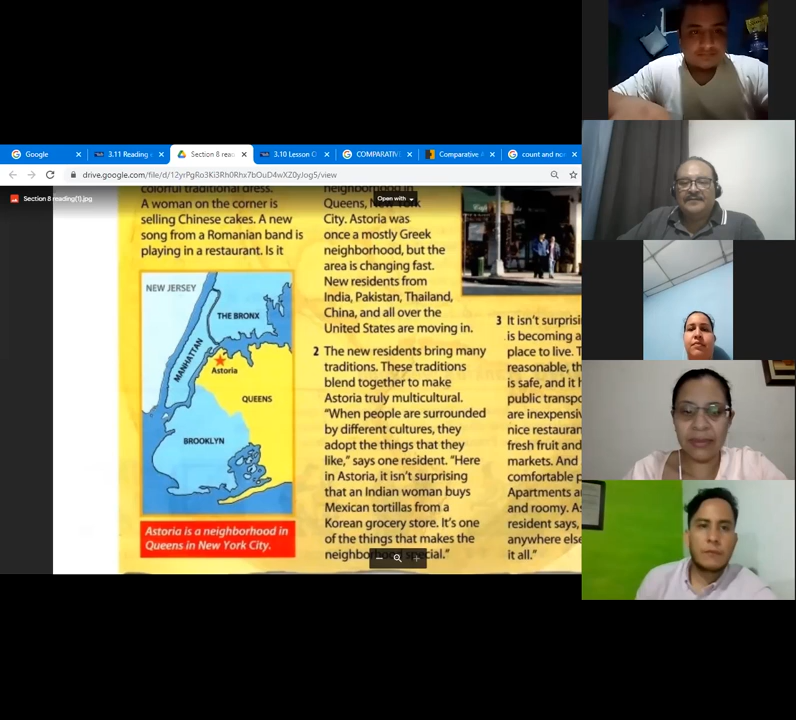 Google
3.11 Reading
Section 8 rea
3.10 Lesson O
COMPARATIV
Comparative
count and no
drive.google.com/file/d/12yrPgRo3Ki3Rh0Rhx7bOuD4wXZ0yJog5/view
Section 8 reading(1).jpg
Open with
colorful traditional dress.
A woman on the corner is
selling Chinese cakes. A new
song from a Romanian band is
playing in a restaurant. Is it
NEW JERSEY
THE BRONX
MANHATTAN
Astoria
QUEENS
BROOKLYN
Astoria is a neighborhood in
Queens in New York City.
neighborhood in
Queens, New York
City. Astoria was
once a mostly Greek
neighborhood, but the
area is changing fast.
New residents from
India, Pakistan, Thailand,
China, and all over the
United States are moving in.
2 The new residents bring many
traditions. These traditions
blend together to make
Astoria truly multicultural.
“When people are surrounded
by different cultures, they
adopt the things that they
like,” says one resident. “Here
in Astoria, it isn’t surprising
that an Indian woman buys
Mexican tortillas from a
Korean grocery store. It’s one
of the things that makes the
neighborhood special.”
3 It isn’t surprisi
is becoming a
place to live. T
reasonable, th
is safe, and it h
public transpo
are inexpensiv
nice restauran
fresh fruit and
markets. And
comfortable p
Apartments a
and roomy. As
resident says,
anywhere else
it all.”